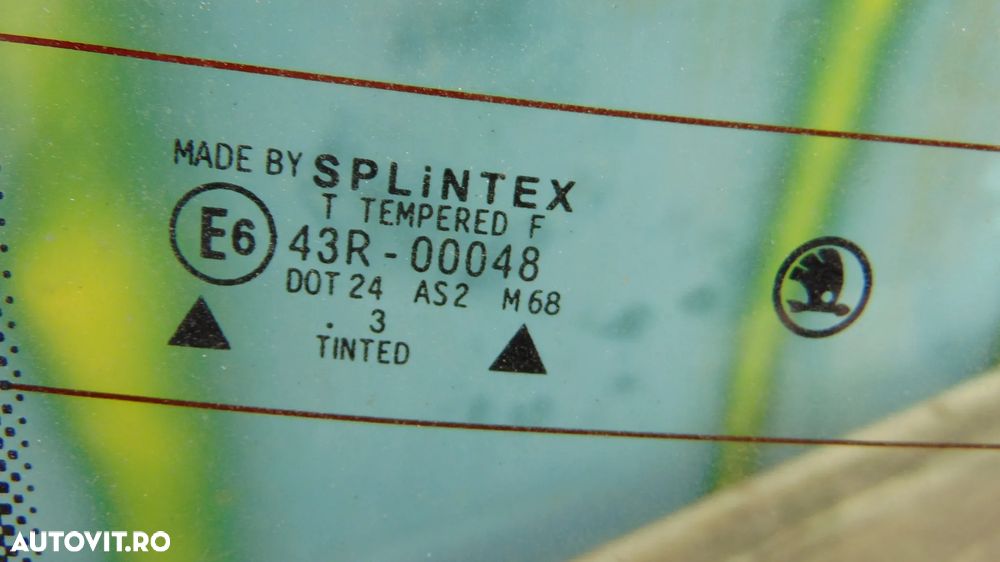 MADE BY SPLiNTEX
T TEMPERED F
E6 43R-00048
DOT 24 AS2 M68
. 3
TINTED
AUTOVIT.RO